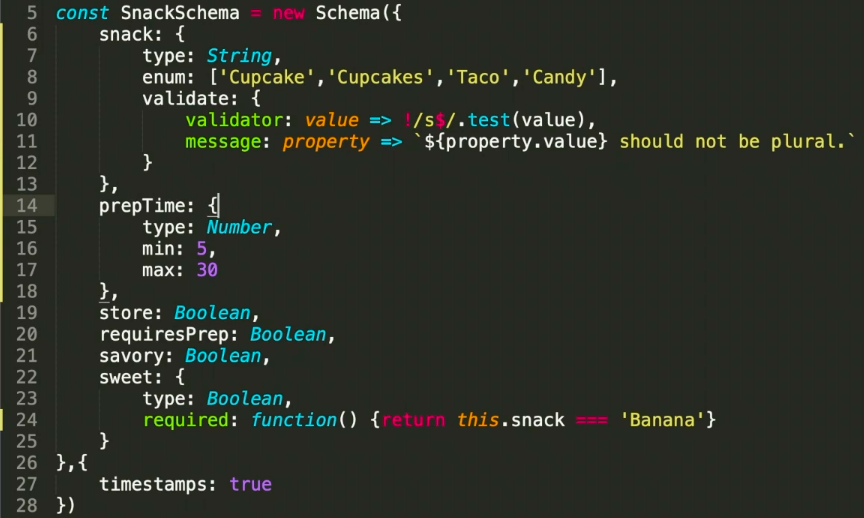 5 const SnackSchema = new Schema({
6 snack: {
7 type: String,
8 enum: ['Cupcake','Cupcakes','Taco','Candy'],
9 validate: {
10 validator: value => !/s$/.test(value),
11 message: property => `${property.value} should not be plural.`
12 }
13 },
14 prepTime: {
15 type: Number,
16 min: 5,
17 max: 30
18 },
19 store: Boolean,
20 requiresPrep: Boolean,
21 savory: Boolean,
22 sweet: {
23 type: Boolean,
24 required: function() {return this.snack === 'Banana'}
25 }
26 },{
27 timestamps: true
28 })